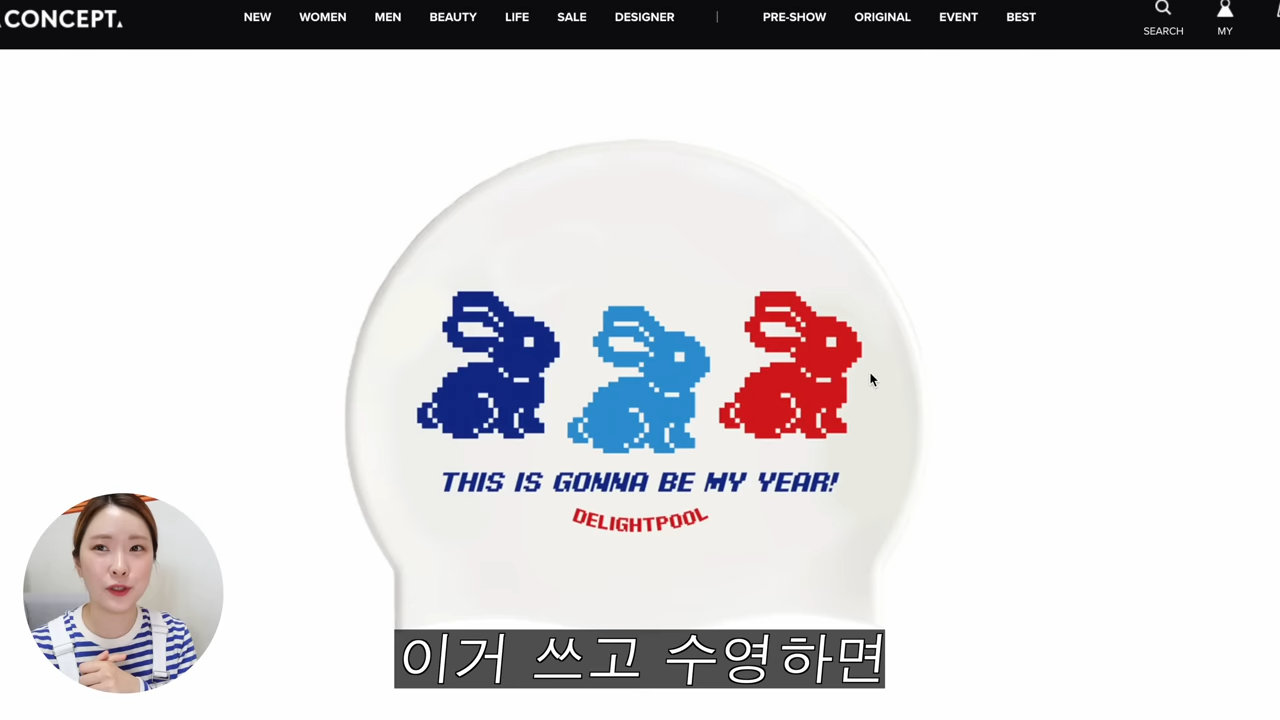 CONCEPT.
NEW WOMEN MEN BEAUTY LIFE SALE DESIGNER | PRE-SHOW ORIGINAL EVENT BEST
SEARCH MY
THIS IS GONNA BE MY YEAR!
DELIGHTPOOL
이거 쓰고 수영하면